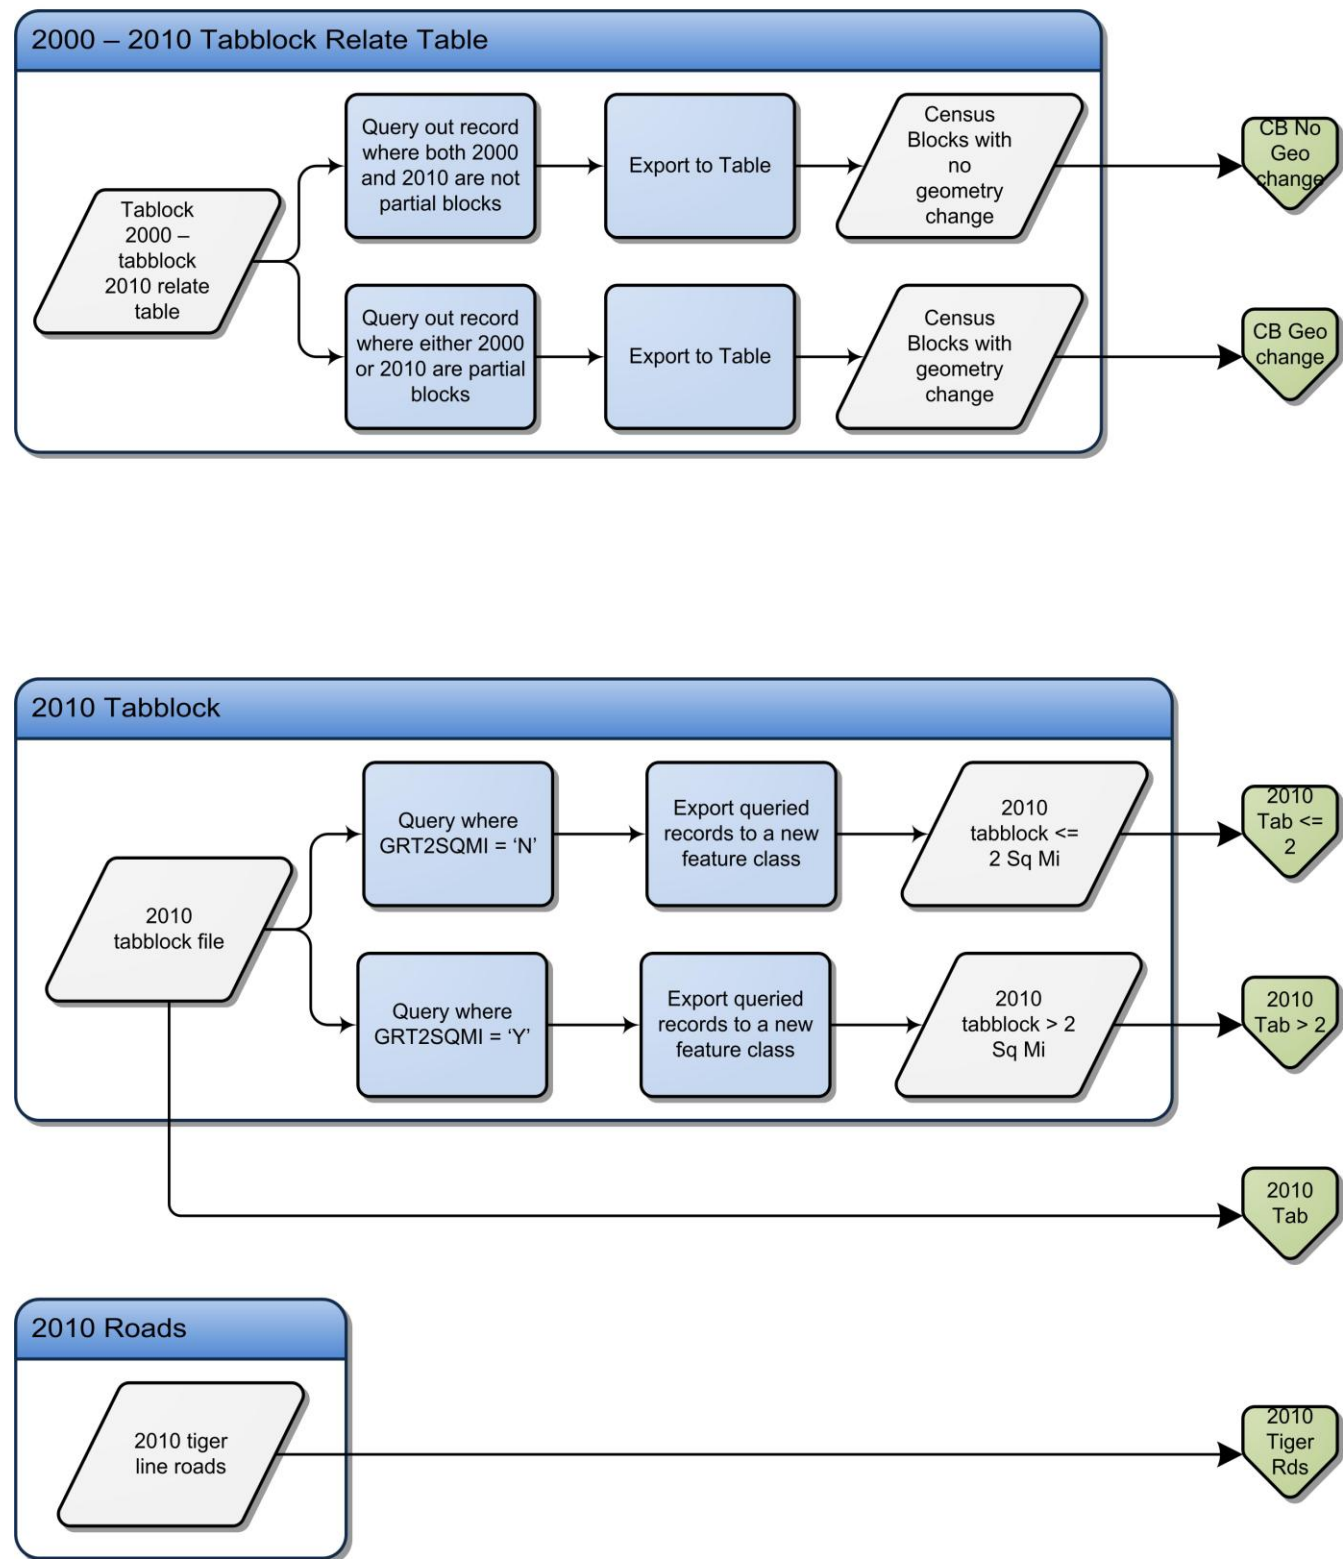 2000 – 2010 Tabblock Relate Table
Tablock
2000 –
tabblock
2010 relate
table
Query out record
where both 2000
and 2010 are not
partial blocks
Export to Table
Census
Blocks with
no
geometry
change
CB No
Geo
change
Query out record
where either 2000
or 2010 are partial
blocks
Export to Table
Census
Blocks with
geometry
change
CB Geo
change
2010 Tabblock
2010
tabblock file
Query where
GRT2SQMI = ‘N’
Export queried
records to a new
feature class
2010
tabblock <=
2 Sq Mi
2010
Tab <=
2
Query where
GRT2SQMI = ‘Y’
Export queried
records to a new
feature class
2010
tabblock > 2
Sq Mi
2010
Tab > 2
2010
Tab
2010 Roads
2010 tiger
line roads
2010
Tiger
Rds